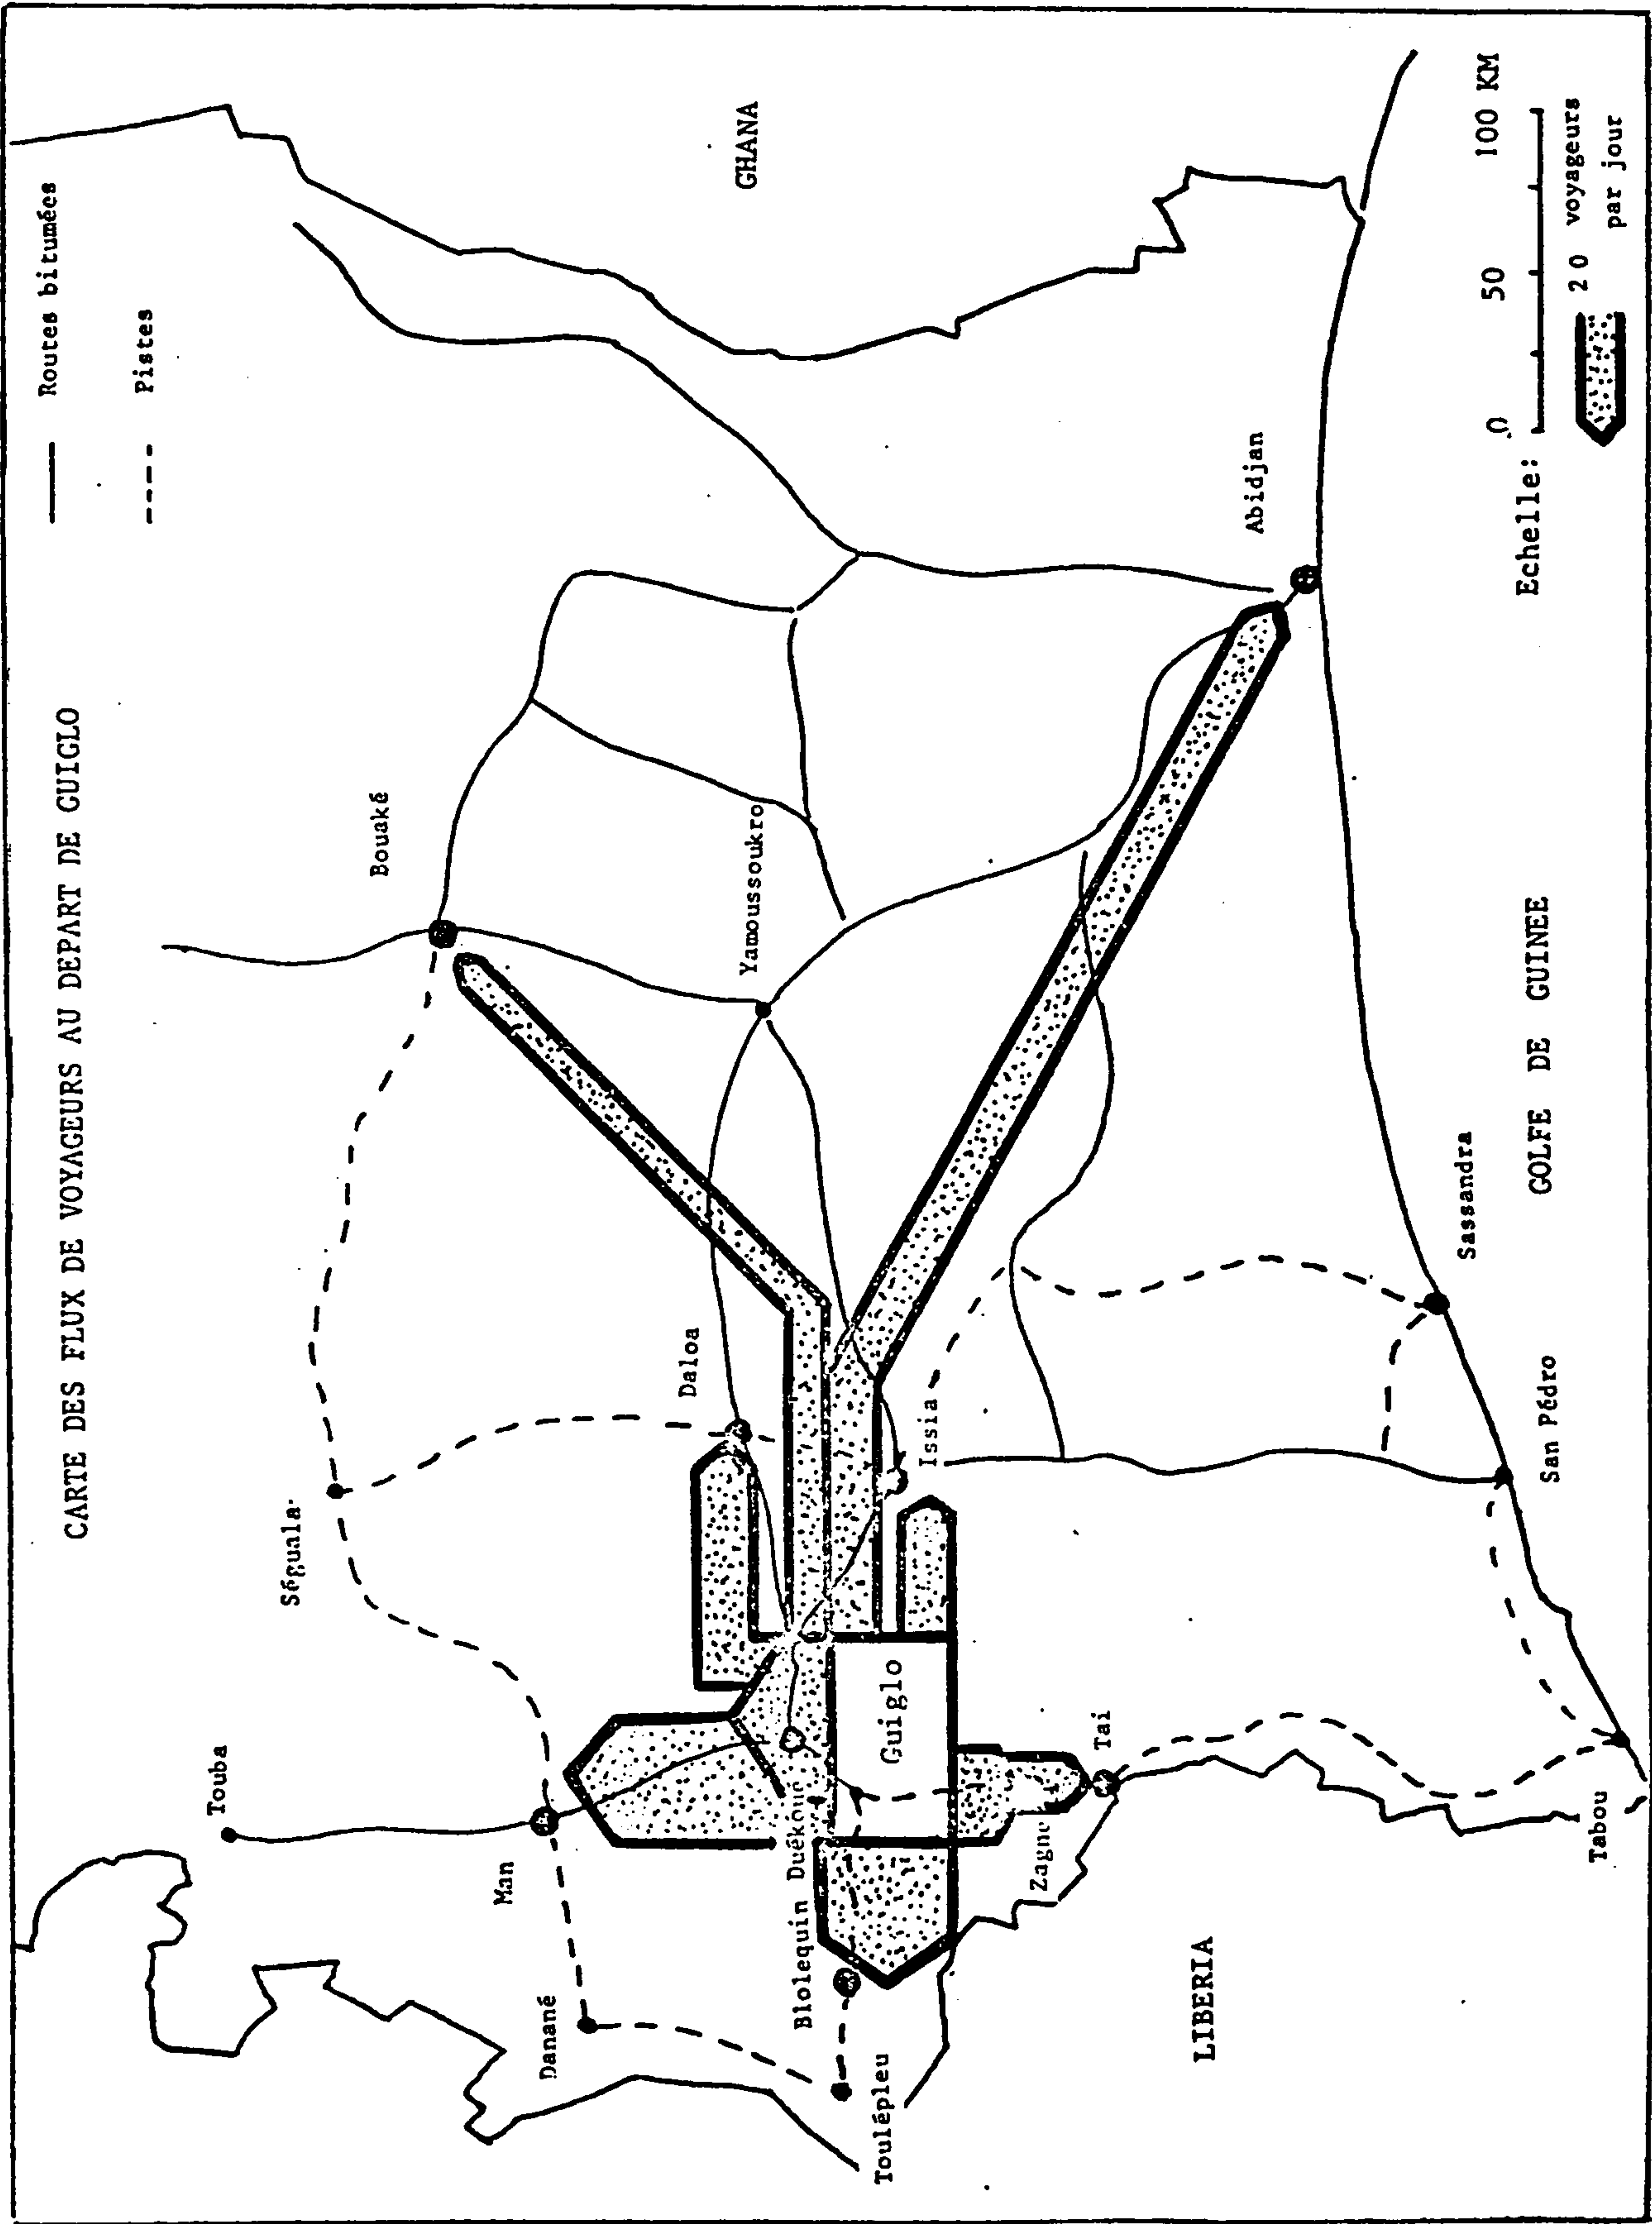 CARTE DES FLUX DE VOYAGEURS AU DEPART DE GUIGLO
Routes bitumées
Pistes
Touba
Séguala
Man
Danané
Bouaké
Daloa
Yamoussoukro
GHANA
Blolequin
Duékoue
Toulépleu
Guiglo
Issia
Zagne
Tai
LIBERIA
Abidjan
Sassandra
San Pédro
Tabou
GOLFE DE GUINEE
Echelle:
0 50 100 KM
20 voyageurs
par jour